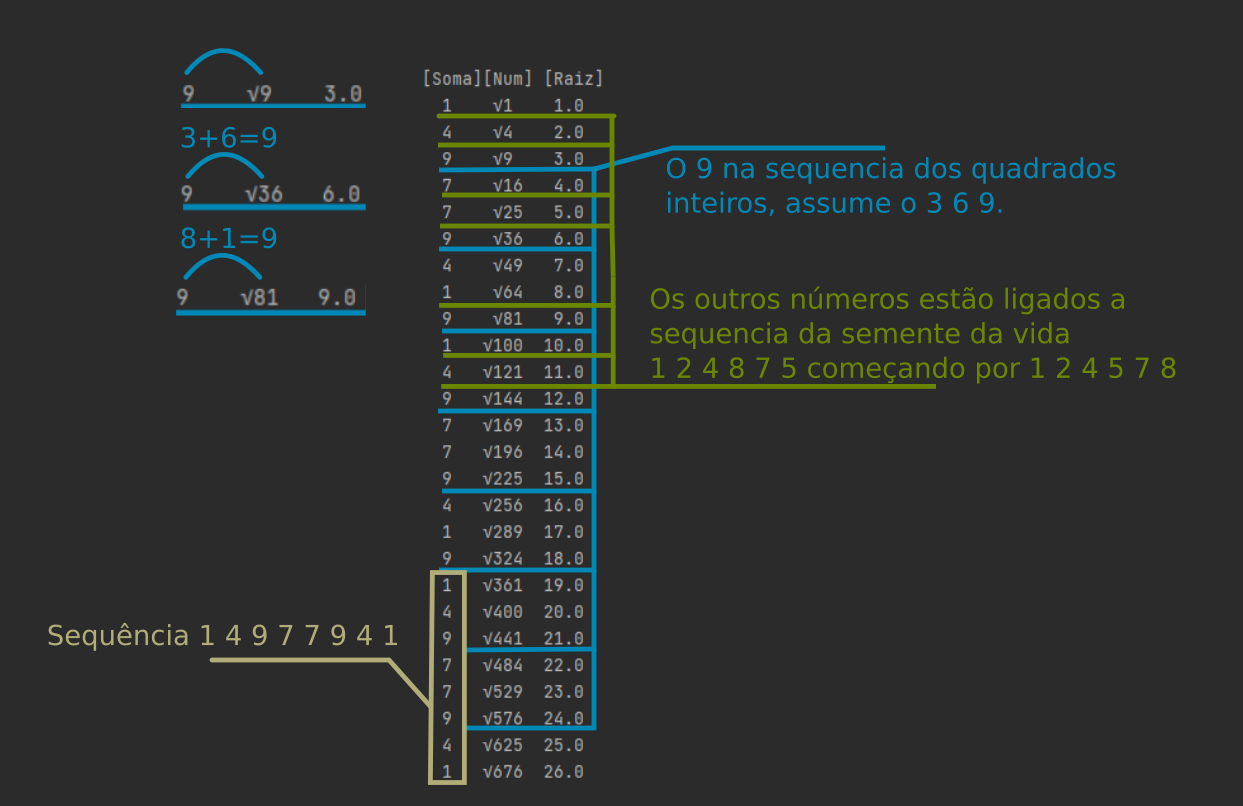 9 √9 3.0
3+6=9
9 √36 6.0
8+1=9
9 √81 9.0
[Soma][Num] [Raiz]
1 √1 1.0
4 √4 2.0
9 √9 3.0
7 √16 4.0
7 √25 5.0
9 √36 6.0
4 √49 7.0
1 √64 8.0
9 √81 9.0
1 √100 10.0
4 √121 11.0
9 √144 12.0
7 √169 13.0
7 √196 14.0
9 √225 15.0
4 √256 16.0
1 √289 17.0
9 √324 18.0
1 √361 19.0
4 √400 20.0
9 √441 21.0
7 √484 22.0
7 √529 23.0
9 √576 24.0
4 √625 25.0
1 √676 26.0
O 9 na sequencia dos quadrados
inteiros, assume o 3 6 9.
Os outros números estão ligados a
sequencia da semente da vida
1 2 4 8 7 5 começando por 1 2 4 5 7 8
Sequência 1 4 9 7 7 9 4 1